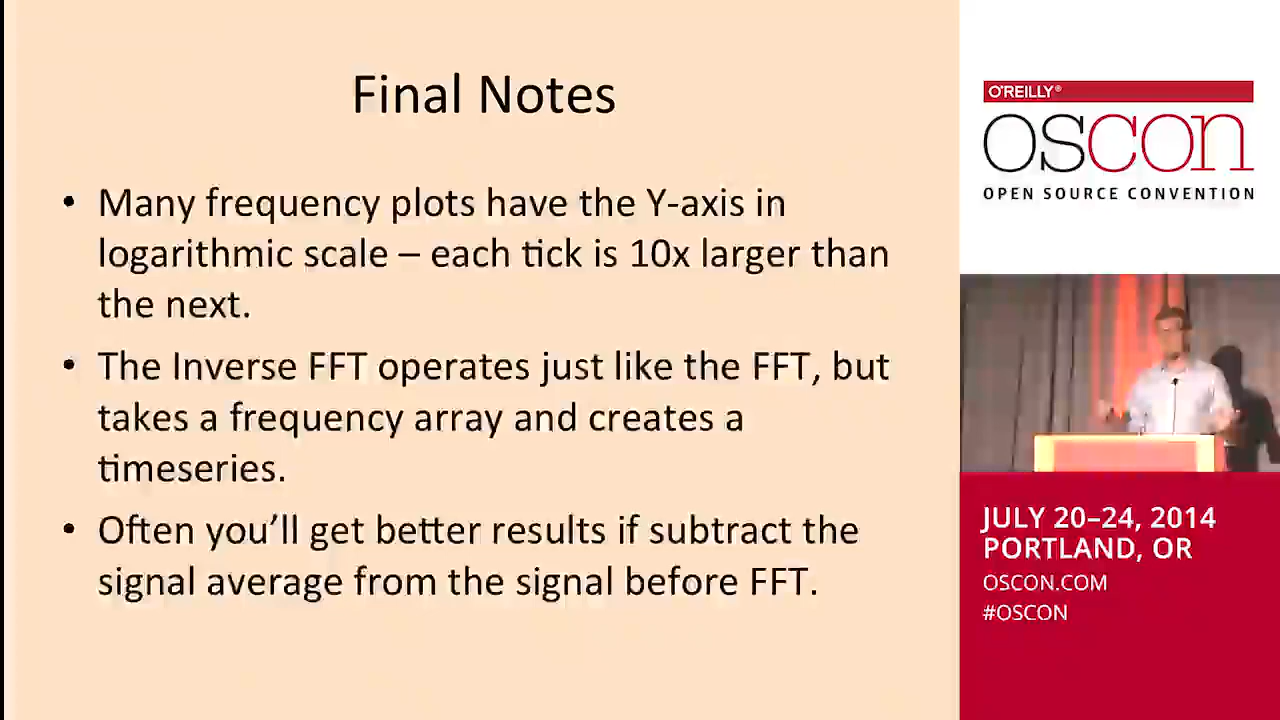 Final Notes
• Many frequency plots have the Y-axis in
logarithmic scale – each tick is 10x larger than
the next.
• The Inverse FFT operates just like the FFT, but
takes a frequency array and creates a
timeseries.
• Often you’ll get better results if subtract the
signal average from the signal before FFT.
O'REILLY®
OSCON
OPEN SOURCE CONVENTION
JULY 20–24, 2014
PORTLAND, OR
OSCON.COM
#OSCON